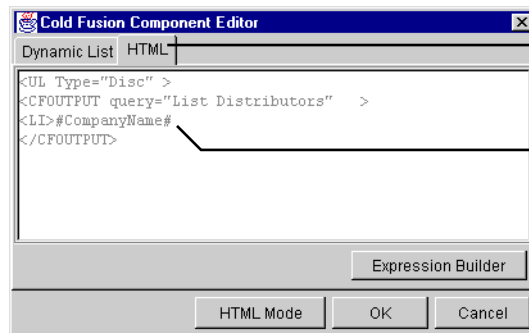 Cold Fusion Component Editor
Dynamic List HTML
<UL Type="Disc" >
<CFOUTPUT query="List Distributors" >
<LI>#CompanyName#
</CFOUTPUT>
Expression Builder
HTML Mode OK Cancel